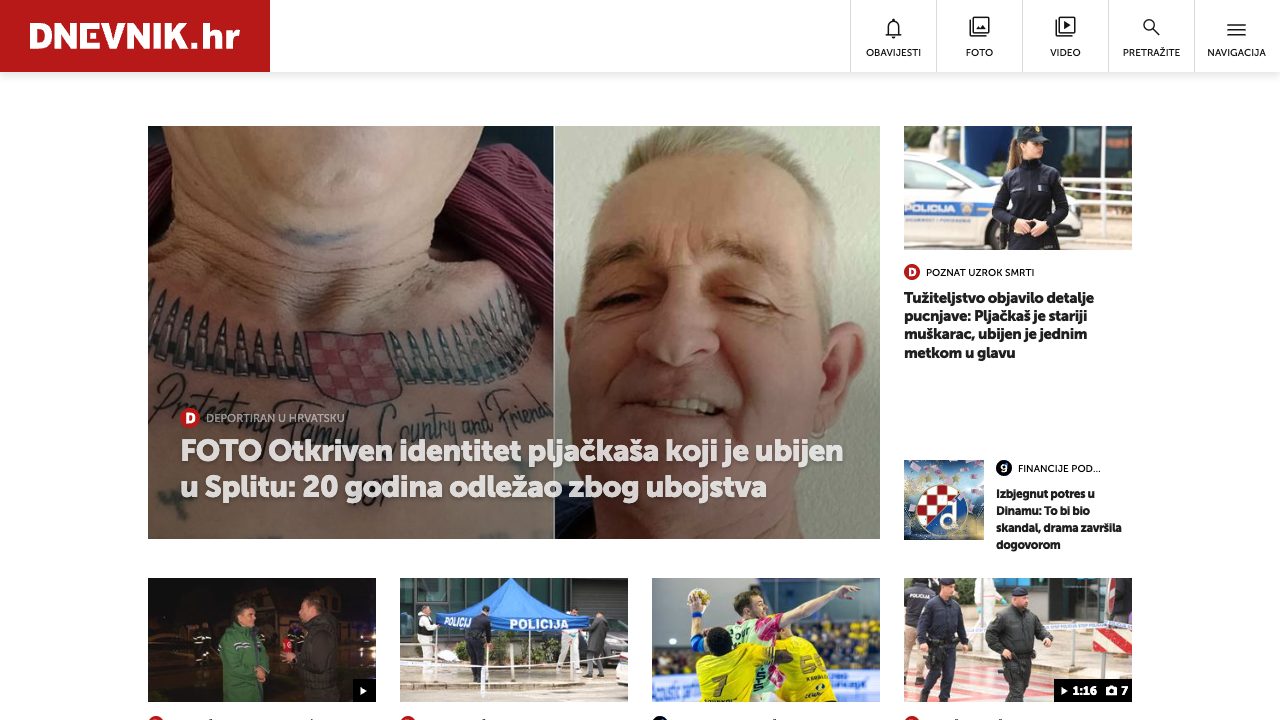 DNEVNIK.hr
OBAVIJESTI
FOTO
VIDEO
PRETRAŽITE
NAVIGACIJA
Protecting Family Country and Friends
DEPORTIRAN U HRVATSKU
FOTO Otkriven identitet pljačkaša koji je ubijen
u Splitu: 20 godina odležao zbog ubojstva
POLICIJA
POZNAT UZROK SMRTI
Tužiteljstvo objavilo detalje
pucnjave: Pljačkaš je stariji
muškarac, ubijen je jednim
metkom u glavu
FINANCIJE POD...
Izbjegnut potres u
Dinamu: To bi bio
skandal, drama završila
dogovorom
POLICIJA
POLICIJA
1:16
7